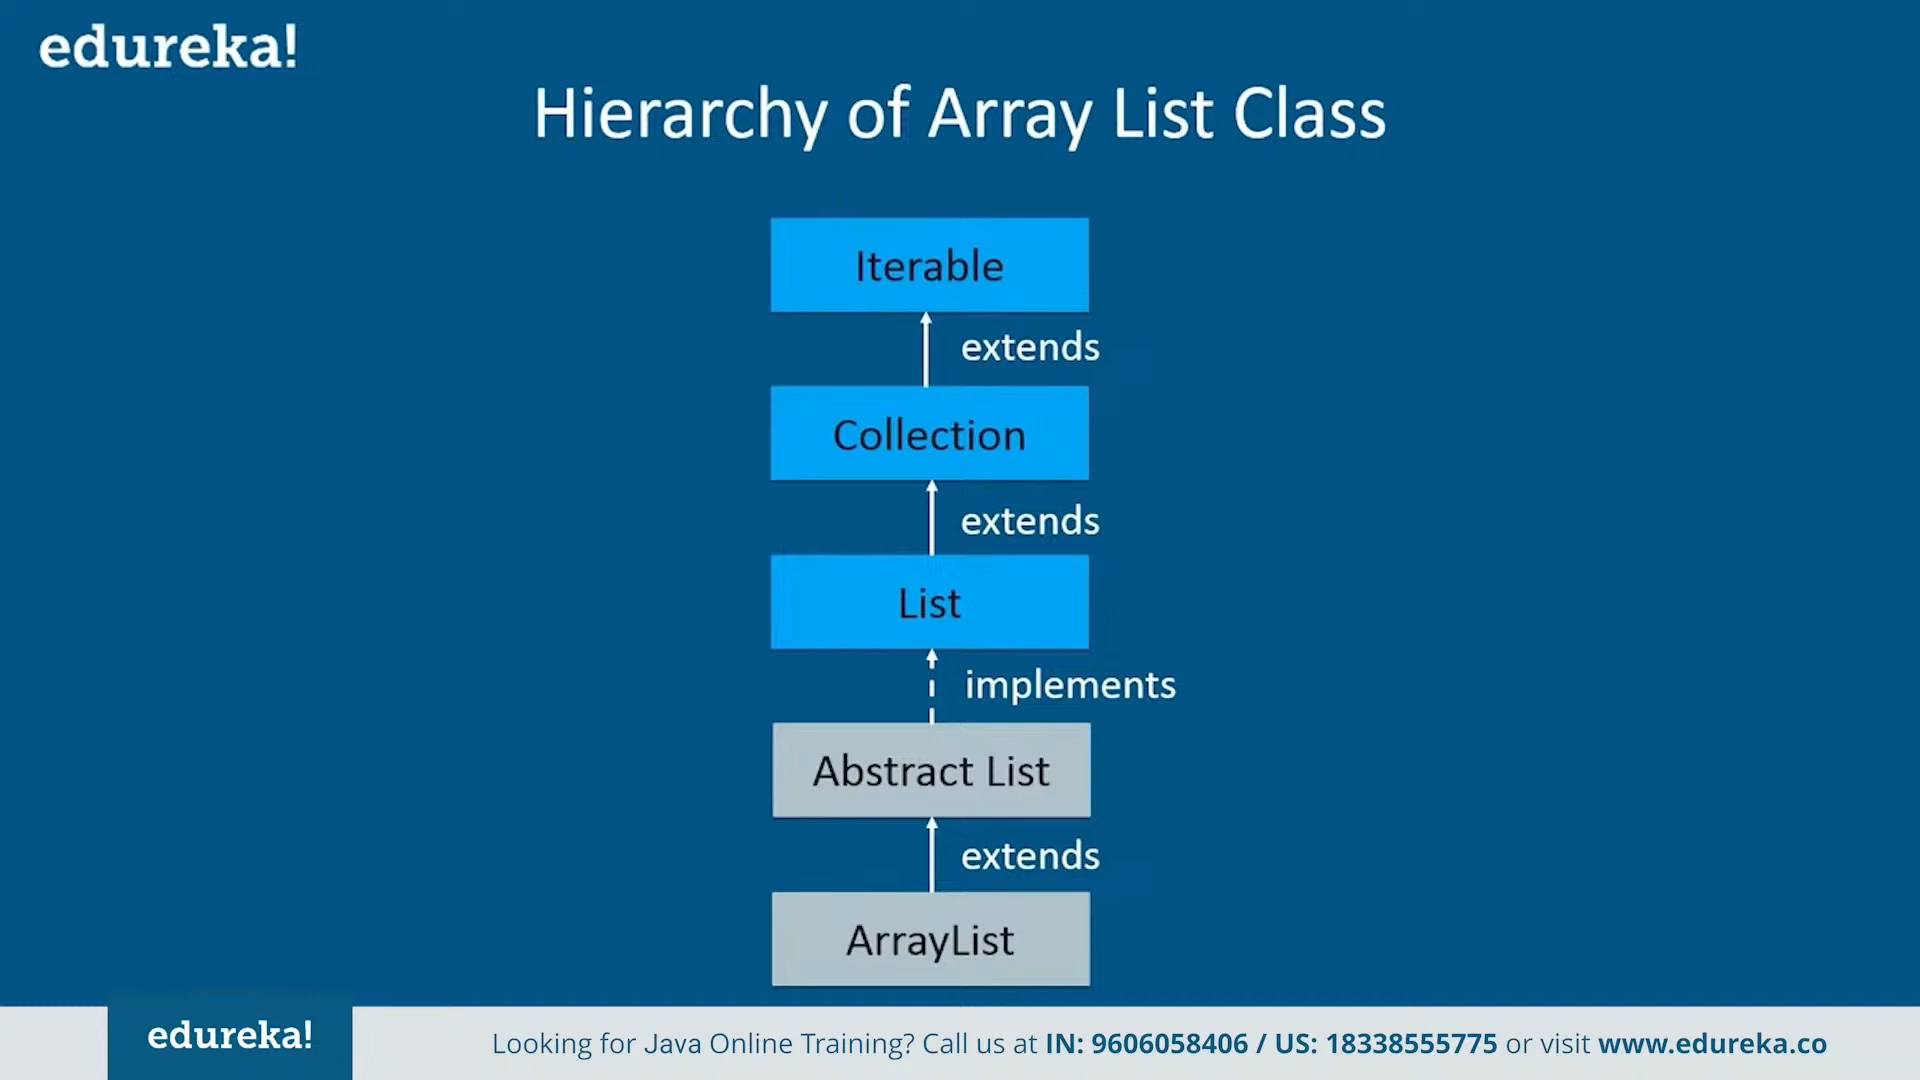 edureka!
Hierarchy of Array List Class
Iterable
extends
Collection
extends
List
implements
Abstract List
extends
ArrayList
edureka!
Looking for Java Online Training? Call us at IN: 9606058406 / US: 18338555775 or visit www.edureka.co